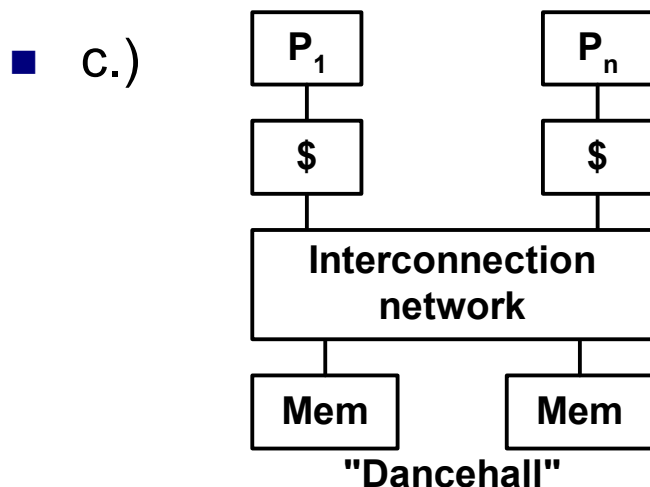 c.)
P1 Pn
$ $
Interconnection
network
Mem Mem
"Dancehall"